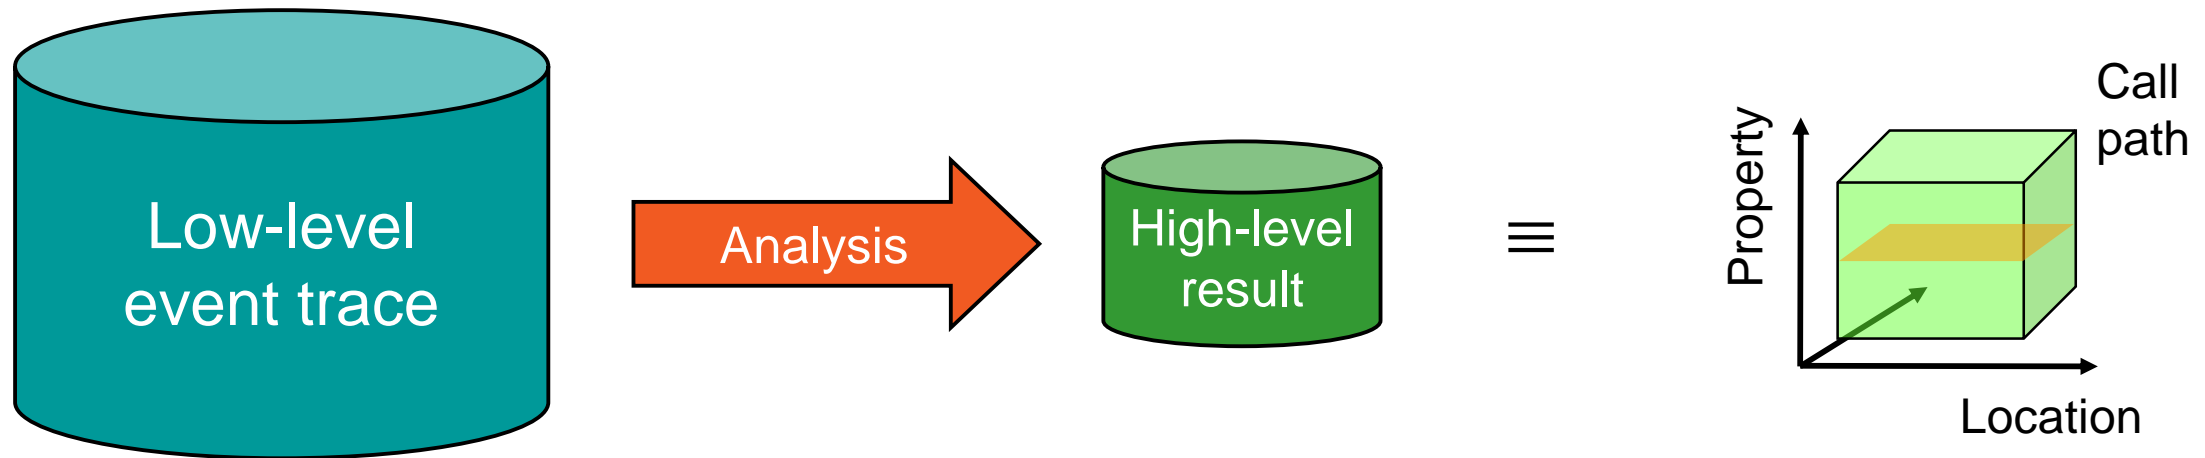 Low-level
event trace
Analysis
High-level
result
≡
Property
Call
path
Location